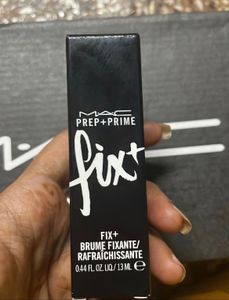 MAC
PREP+PRIME
fix+
FIX+
BRUME FIXANTE/
RAFRAÎCHISSANTE
0.44 FL.OZ.LIQ/13 ML e